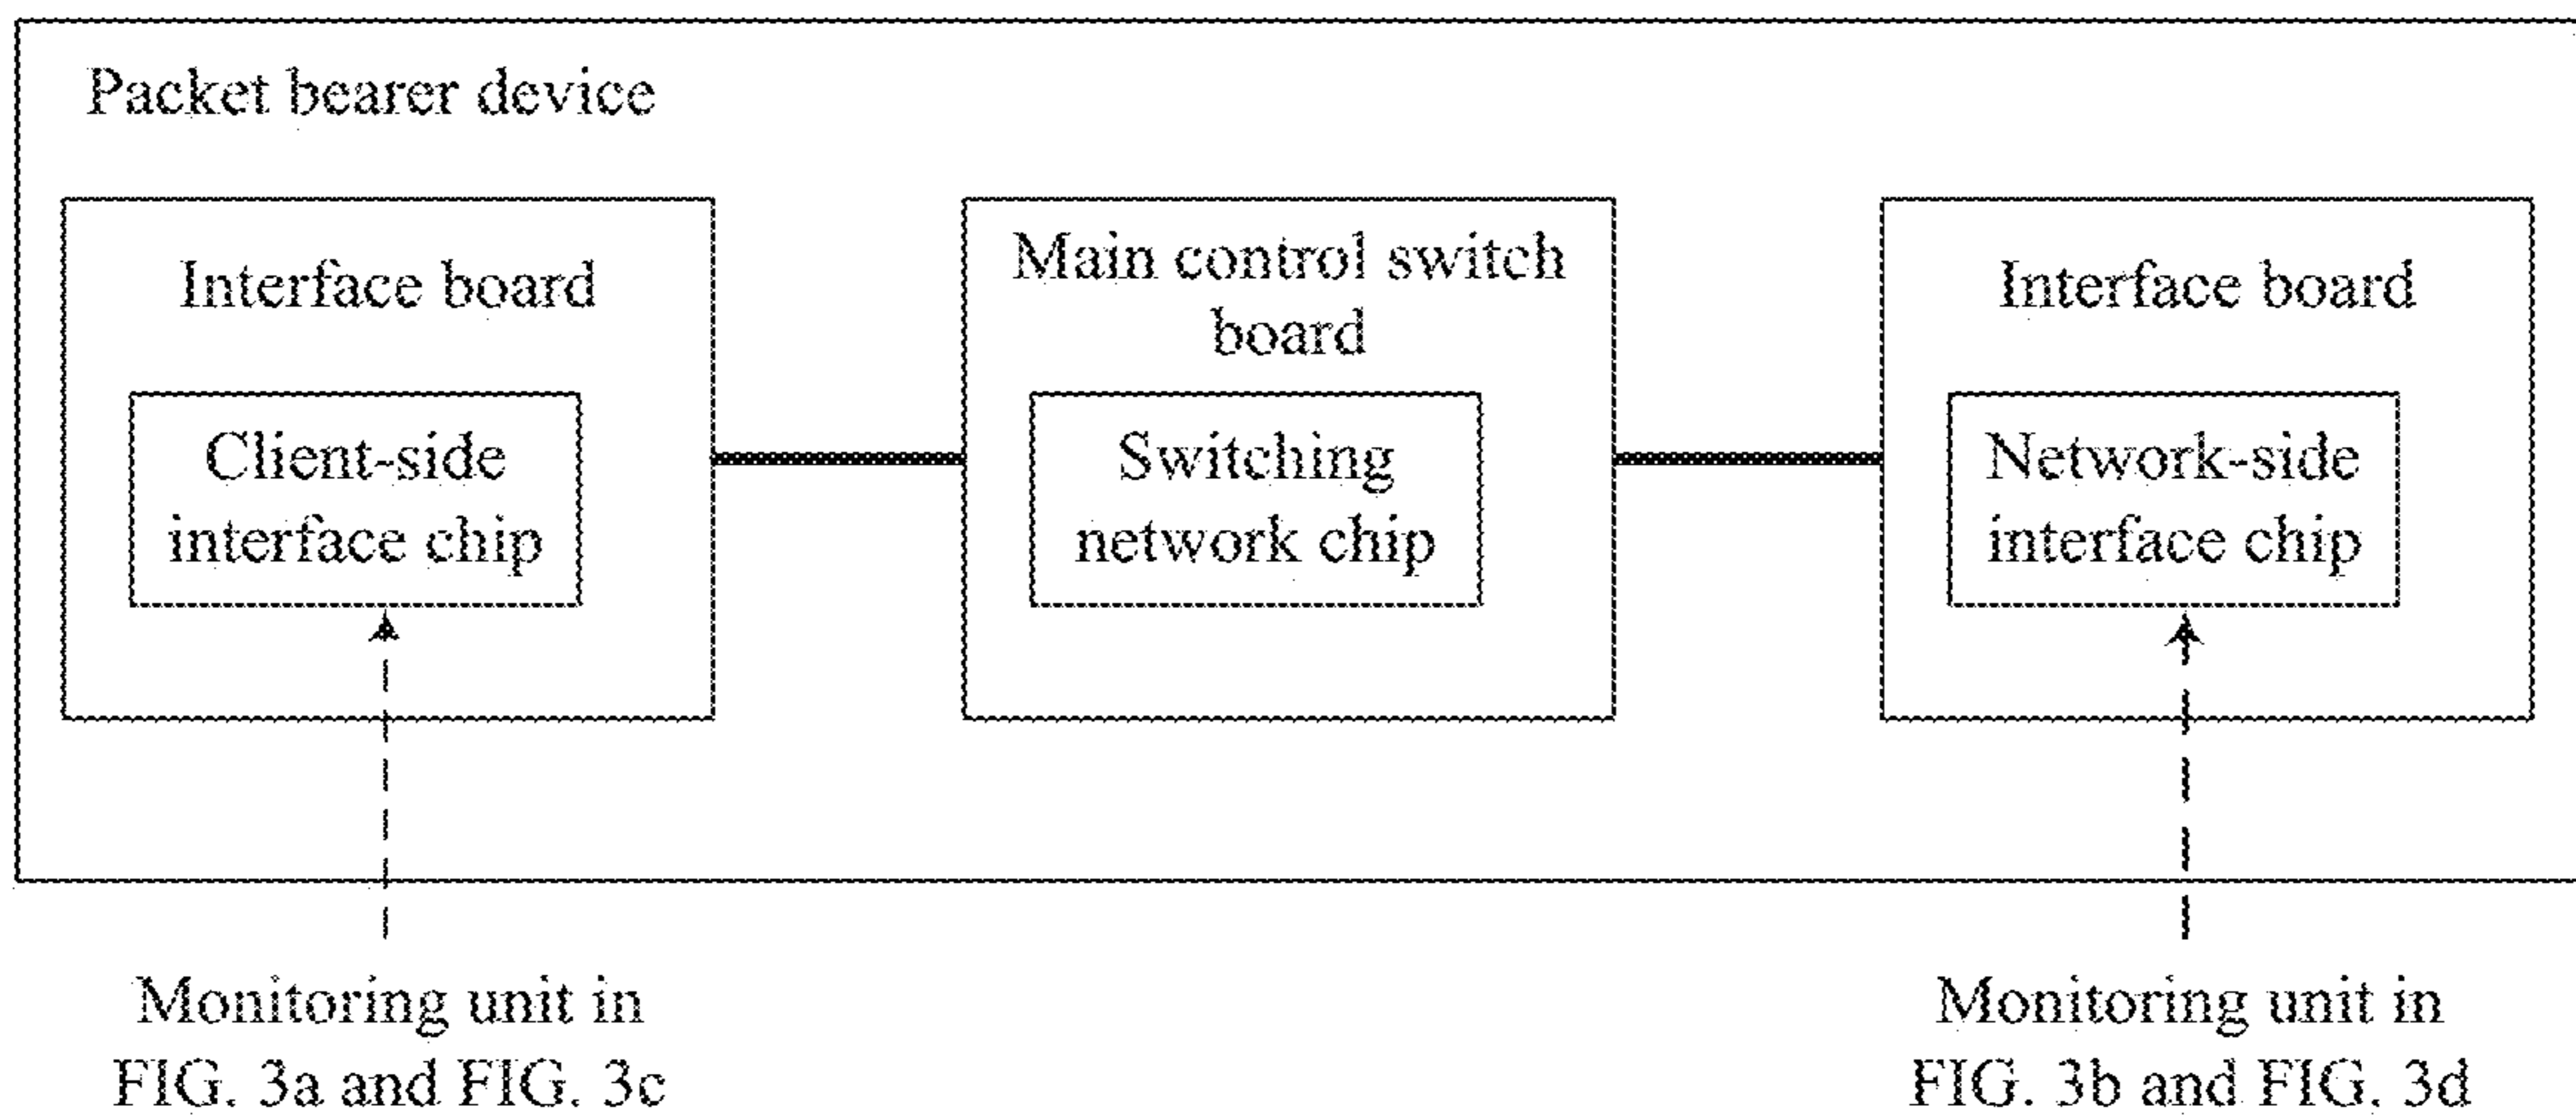 Packet bearer device
Interface board
Client-side
interface chip
Main control switch
board
Switching
network chip
Interface board
Network-side
interface chip
Monitoring unit in
FIG. 3a and FIG. 3c
Monitoring unit in
FIG. 3b and FIG. 3d